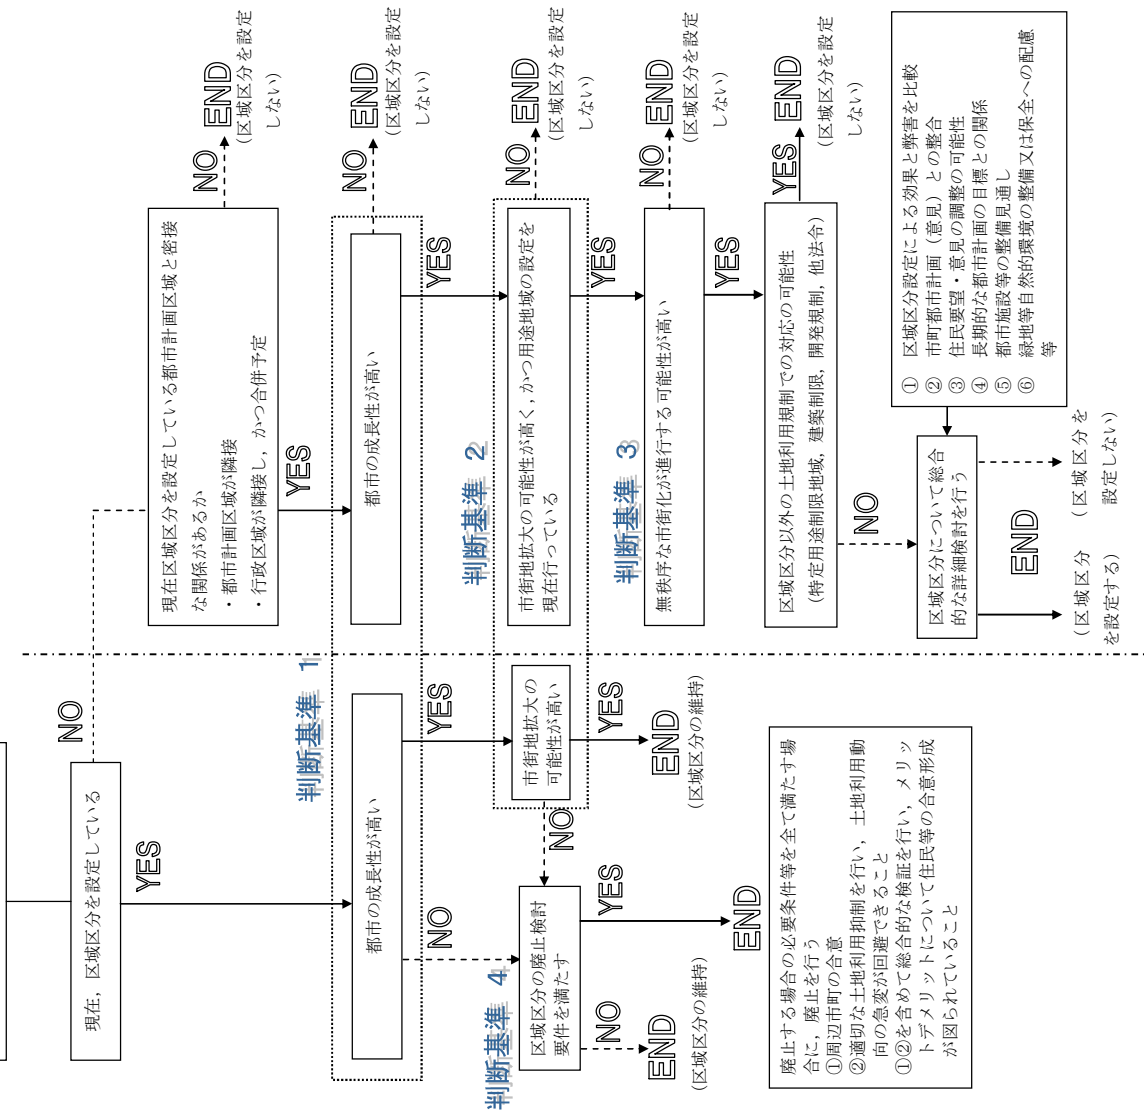 現在，区域区分を設定している
YES
NO
現在区域区分を設定している都市計画区域と密接
な関係があるか
・都市計画区域が隣接
・行政区域が隣接し，かつ合併予定
NO
END
(区域区分を設定
しない)
YES
判断基準 1
都市の成長性が高い
NO
YES
都市の成長性が高い
NO
END
(区域区分を設定
しない)
YES
判断基準 2
市街地拡大の
可能性が高い
NO
YES
END
(区域区分の維持)
市街地拡大の可能性が高く，かつ用途地域の設定を
現在行っている
NO
END
(区域区分を設定
しない)
YES
判断基準 3
無秩序な市街化が進行する可能性が高い
NO
END
(区域区分を設定
しない)
YES
区域区分以外の土地利用規制での対応の可能性
(特定用途制限地域，建築制限，開発規制，他法令)
YES
END
(区域区分を設定
しない)
NO
区域区分について総合
的な詳細検討を行う
① 区域区分設定による効果と弊害を比較
② 市町都市計画（意見）との整合
③ 住民要望・意見の調整の可能性
④ 長期的な都市計画の目標との関係
⑤ 都市施設等の整備見通し
⑥ 緑地等自然的環境の整備又は保全への配慮
等
END
(区域区分
を設定する)
(区域区分を
設定しない)
判断基準 4
区域区分の廃止検討
要件を満たす
NO
END
(区域区分の維持)
YES
END
廃止する場合の必要条件等を全て満たす場
合に，廃止を行う
①周辺市町の合意
②適切な土地利用抑制を行い，土地利用動
向の急変が回避できること
①②を含めて総合的な検証を行い，メリッ
トデメリットについて住民等の合意形成
が図られていること